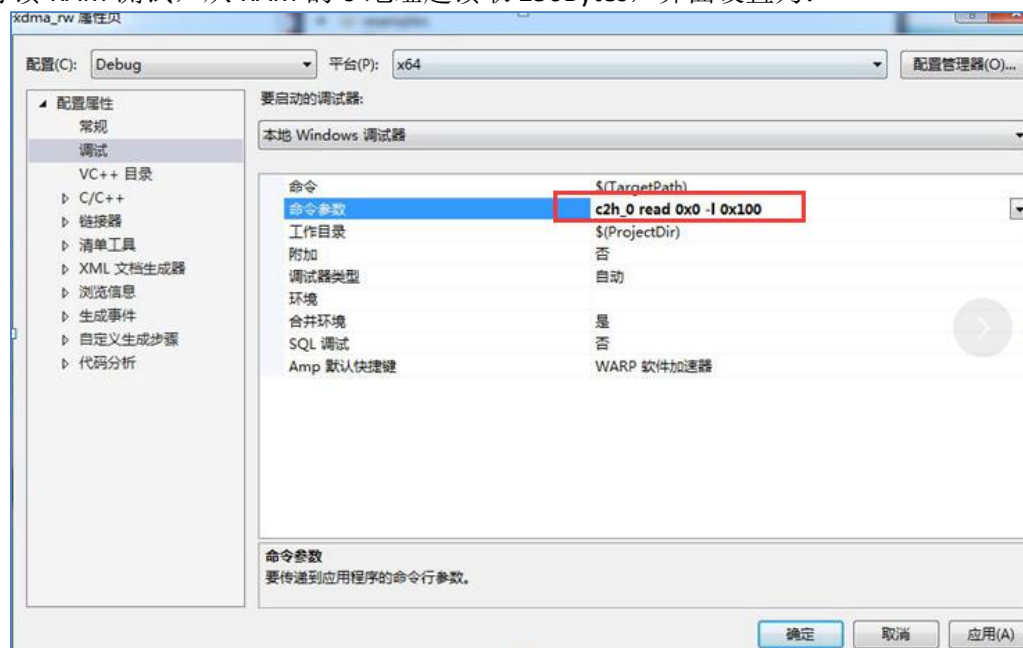 xdma_rw 属性页
配置(C): Debug 平台(P): x64 配置管理器(O)...
配置属性
常规
调试
VC++ 目录
C/C++
链接器
清单工具
XML 文档生成器
浏览信息
生成事件
自定义生成步骤
代码分析
要启动的调试器:
本地 Windows 调试器
命令 $(TargetPath)
命令参数 c2h_0 read 0x0 -l 0x100
工作目录 $(ProjectDir)
附加 否
调试器类型 自动
环境
合并环境 是
SQL 调试 否
Amp 默认快捷键 WARP 软件加速器
命令参数
要传递到应用程序的命令行参数。
确定 取消 应用(A)